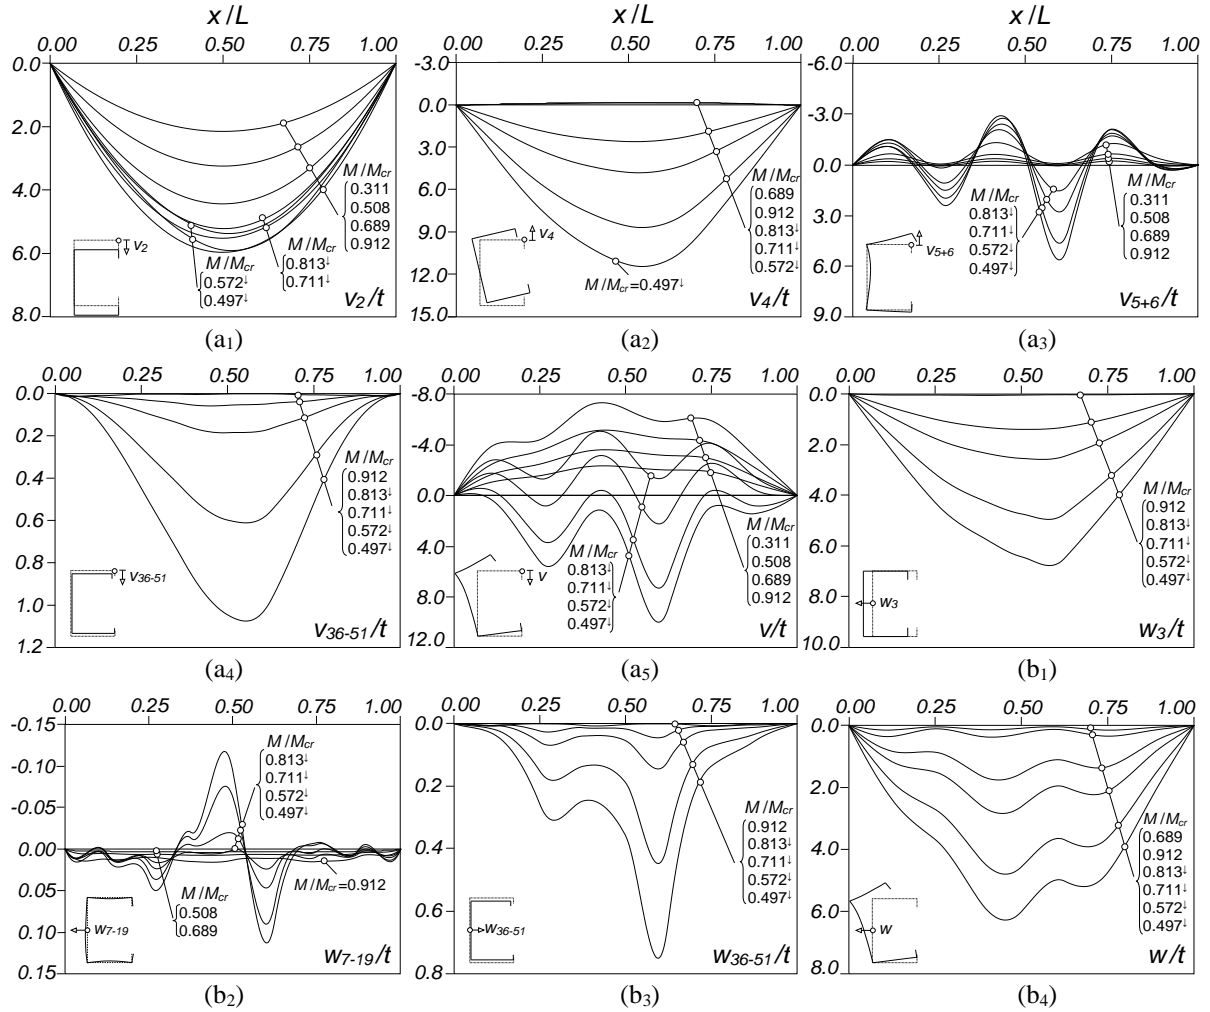 x/L
0.00 0.25 0.50 0.75 1.00
0.0
2.0
4.0
6.0
8.0
M/Mcr
0.311
0.508
0.689
0.912
M/Mcr
0.813↓
0.711↓
M/Mcr
0.572↓
0.497↓
v2
v2/t
(a1)
x/L
0.00 0.25 0.50 0.75 1.00
-3.0
0.0
3.0
6.0
9.0
12.0
15.0
M/Mcr
0.689
0.912
0.813↓
0.711↓
0.572↓
M/Mcr=0.497↓
v4
v4/t
(a2)
x/L
0.00 0.25 0.50 0.75 1.00
-6.0
-3.0
0.0
3.0
6.0
9.0
M/Mcr
0.813↓
0.711↓
0.572↓
0.497↓
M/Mcr
0.311
0.508
0.689
0.912
v5+6
v5+6/t
(a3)
0.00 0.25 0.50 0.75 1.00
0.0
0.2
0.4
0.6
0.8
1.0
1.2
M/Mcr
0.912
0.813↓
0.711↓
0.572↓
0.497↓
v36-51
v36-51/t
(a4)
0.00 0.25 0.50 0.75 1.00
-8.0
-4.0
0.0
4.0
8.0
12.0
M/Mcr
0.813↓
0.711↓
0.572↓
0.497↓
M/Mcr
0.311
0.508
0.689
0.912
v
v/t
(a5)
0.00 0.25 0.50 0.75 1.00
0.0
2.0
4.0
6.0
8.0
10.0
M/Mcr
0.912
0.813↓
0.711↓
0.572↓
0.497↓
w3
w3/t
(b1)
0.00 0.25 0.50 0.75 1.00
-0.15
-0.10
-0.05
0.00
0.05
0.10
0.15
M/Mcr
0.813↓
0.711↓
0.572↓
0.497↓
M/Mcr
0.508
0.689
M/Mcr=0.912
w7-19
w7-19/t
(b2)
0.00 0.25 0.50 0.75 1.00
0.0
0.2
0.4
0.6
0.8
M/Mcr
0.912
0.813↓
0.711↓
0.572↓
0.497↓
w36-51
w36-51/t
(b3)
0.00 0.25 0.50 0.75 1.00
0.0
2.0
4.0
6.0
8.0
M/Mcr
0.689
0.912
0.813↓
0.711↓
0.572↓
0.497↓
w
w/t
(b4)